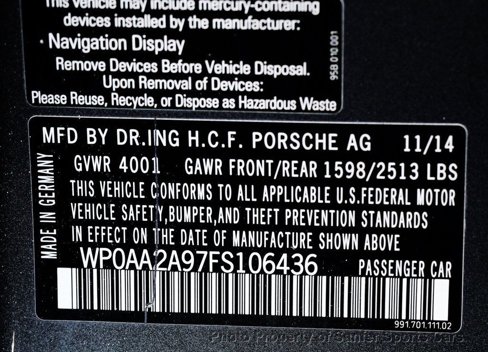 This vehicle may include mercury-containing
devices installed by the manufacturer:
· Navigation Display
Remove Devices Before Vehicle Disposal.
Upon Removal of Devices:
Please Reuse, Recycle, or Dispose as Hazardous Waste
95B 010 001
MFD BY DR.ING H.C.F. PORSCHE AG 11/14
GVWR 4001 GAWR FRONT/REAR 1598/2513 LBS
THIS VEHICLE CONFORMS TO ALL APPLICABLE U.S.FEDERAL MOTOR
VEHICLE SAFETY,BUMPER,AND THEFT PREVENTION STANDARDS
IN EFFECT ON THE DATE OF MANUFACTURE SHOWN ABOVE
WP0AA2A97FS106436 PASSENGER CAR
MADE IN GERMANY
991.701.111.02
Photo Property of Sunier Sports Cars